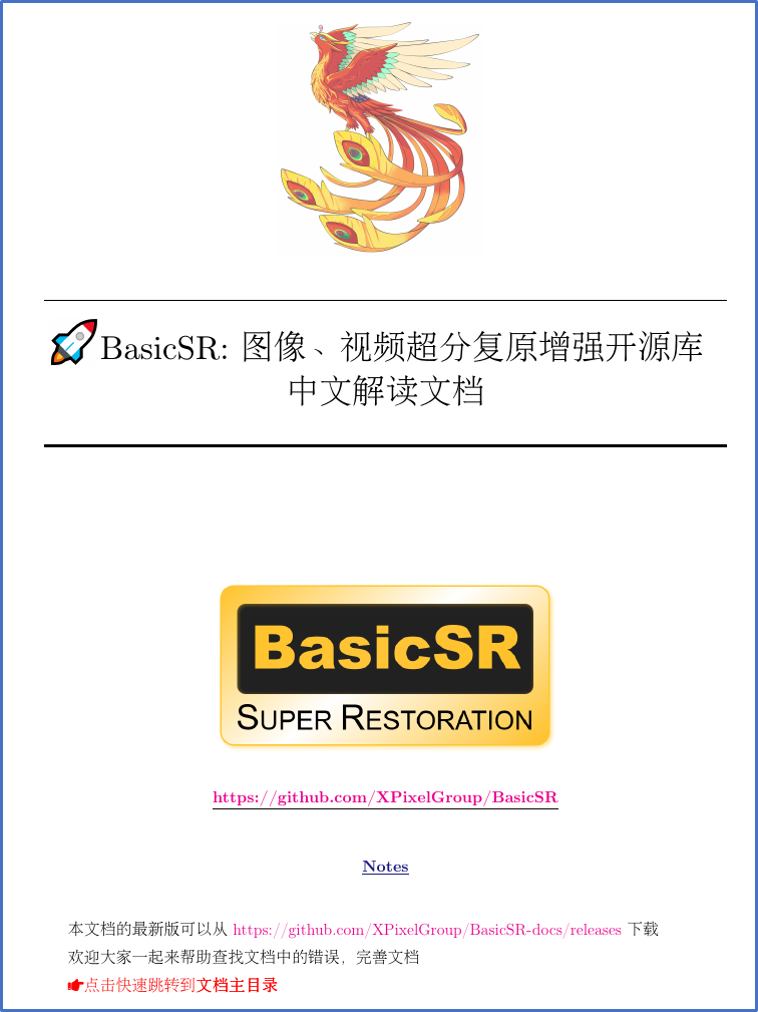 BasicSR: 图像、视频超分复原增强开源库
中文解读文档
BasicSR
SUPER RESTORATION
https://github.com/XPixelGroup/BasicSR
Notes
本文档的最新版可以从 https://github.com/XPixelGroup/BasicSR-docs/releases 下载
欢迎大家一起来帮助查找文档中的错误，完善文档
点击快速跳转到文档主目录